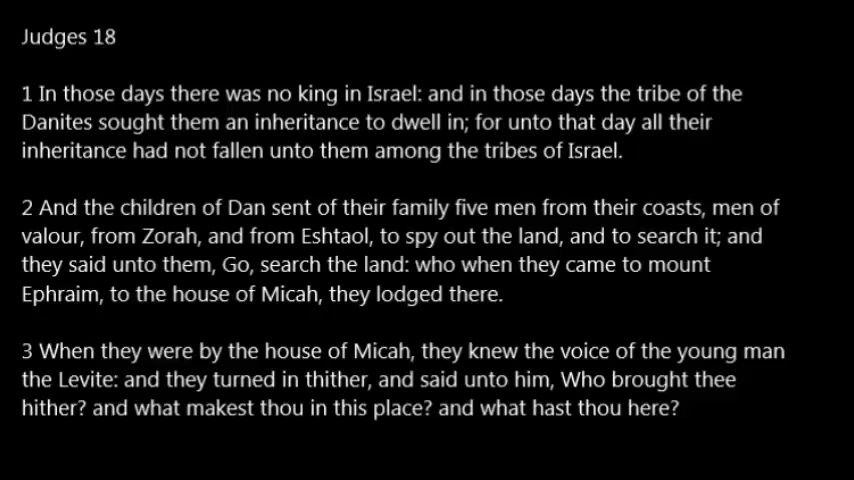 Judges 18
1 In those days there was no king in Israel: and in those days the tribe of the
Danites sought them an inheritance to dwell in; for unto that day all their
inheritance had not fallen unto them among the tribes of Israel.
2 And the children of Dan sent of their family five men from their coasts, men of
valour, from Zorah, and from Eshtaol, to spy out the land, and to search it; and
they said unto them, Go, search the land: who when they came to mount
Ephraim, to the house of Micah, they lodged there.
3 When they were by the house of Micah, they knew the voice of the young man
the Levite: and they turned in thither, and said unto him, Who brought thee
hither? and what makest thou in this place? and what hast thou here?